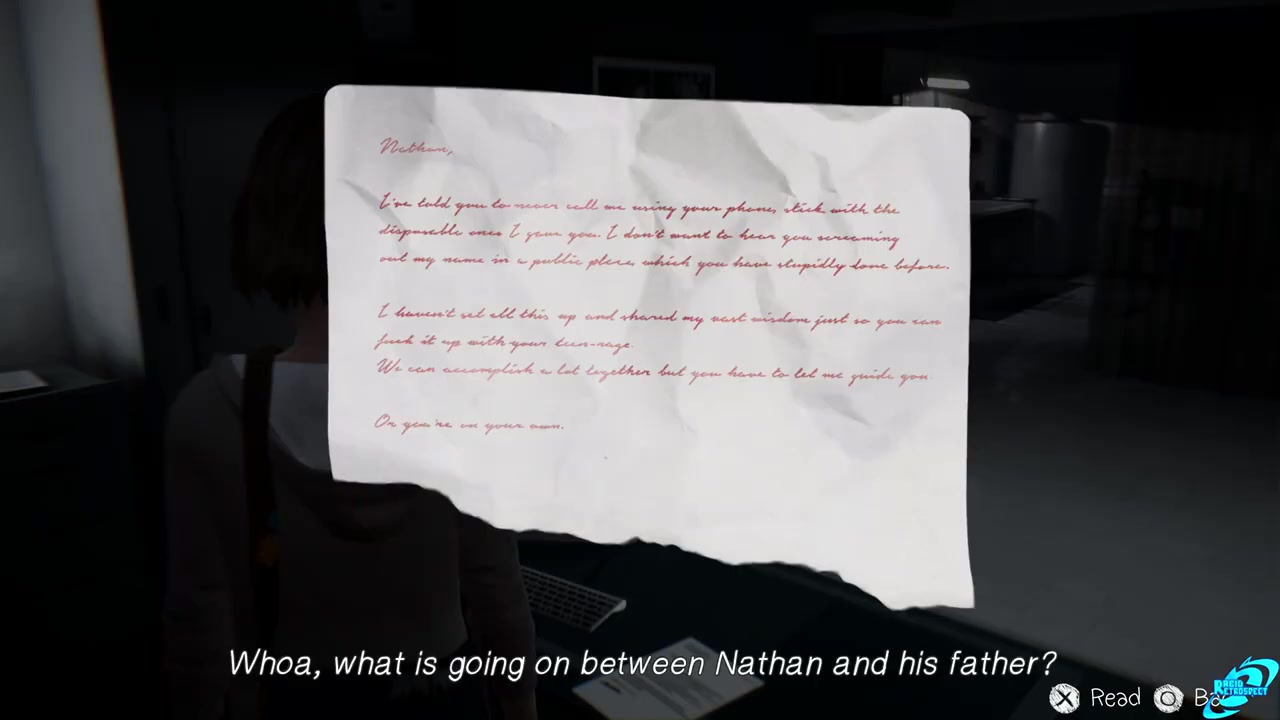 Nathan,
I've told you to never call me using your phone, stick with the
disposable ones I gave you. I don't want to hear you screaming
out my name in a public place, which you have stupidly done before.
I haven't set all this up and shared my vast wisdom just so you can
fuck it up with your teen-rage.
We can accomplish a lot together but you have to let me guide you.
Or you're on your own.
Whoa, what is going on between Nathan and his father?
Read
RAPID
RETROSPECT